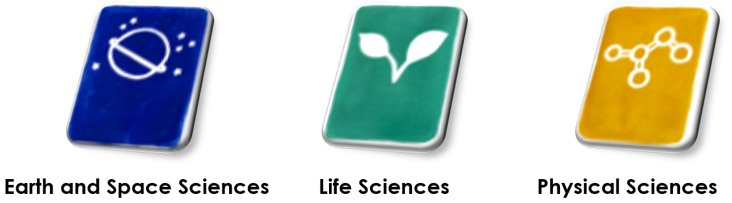 Earth and Space Sciences
Life Sciences
Physical Sciences